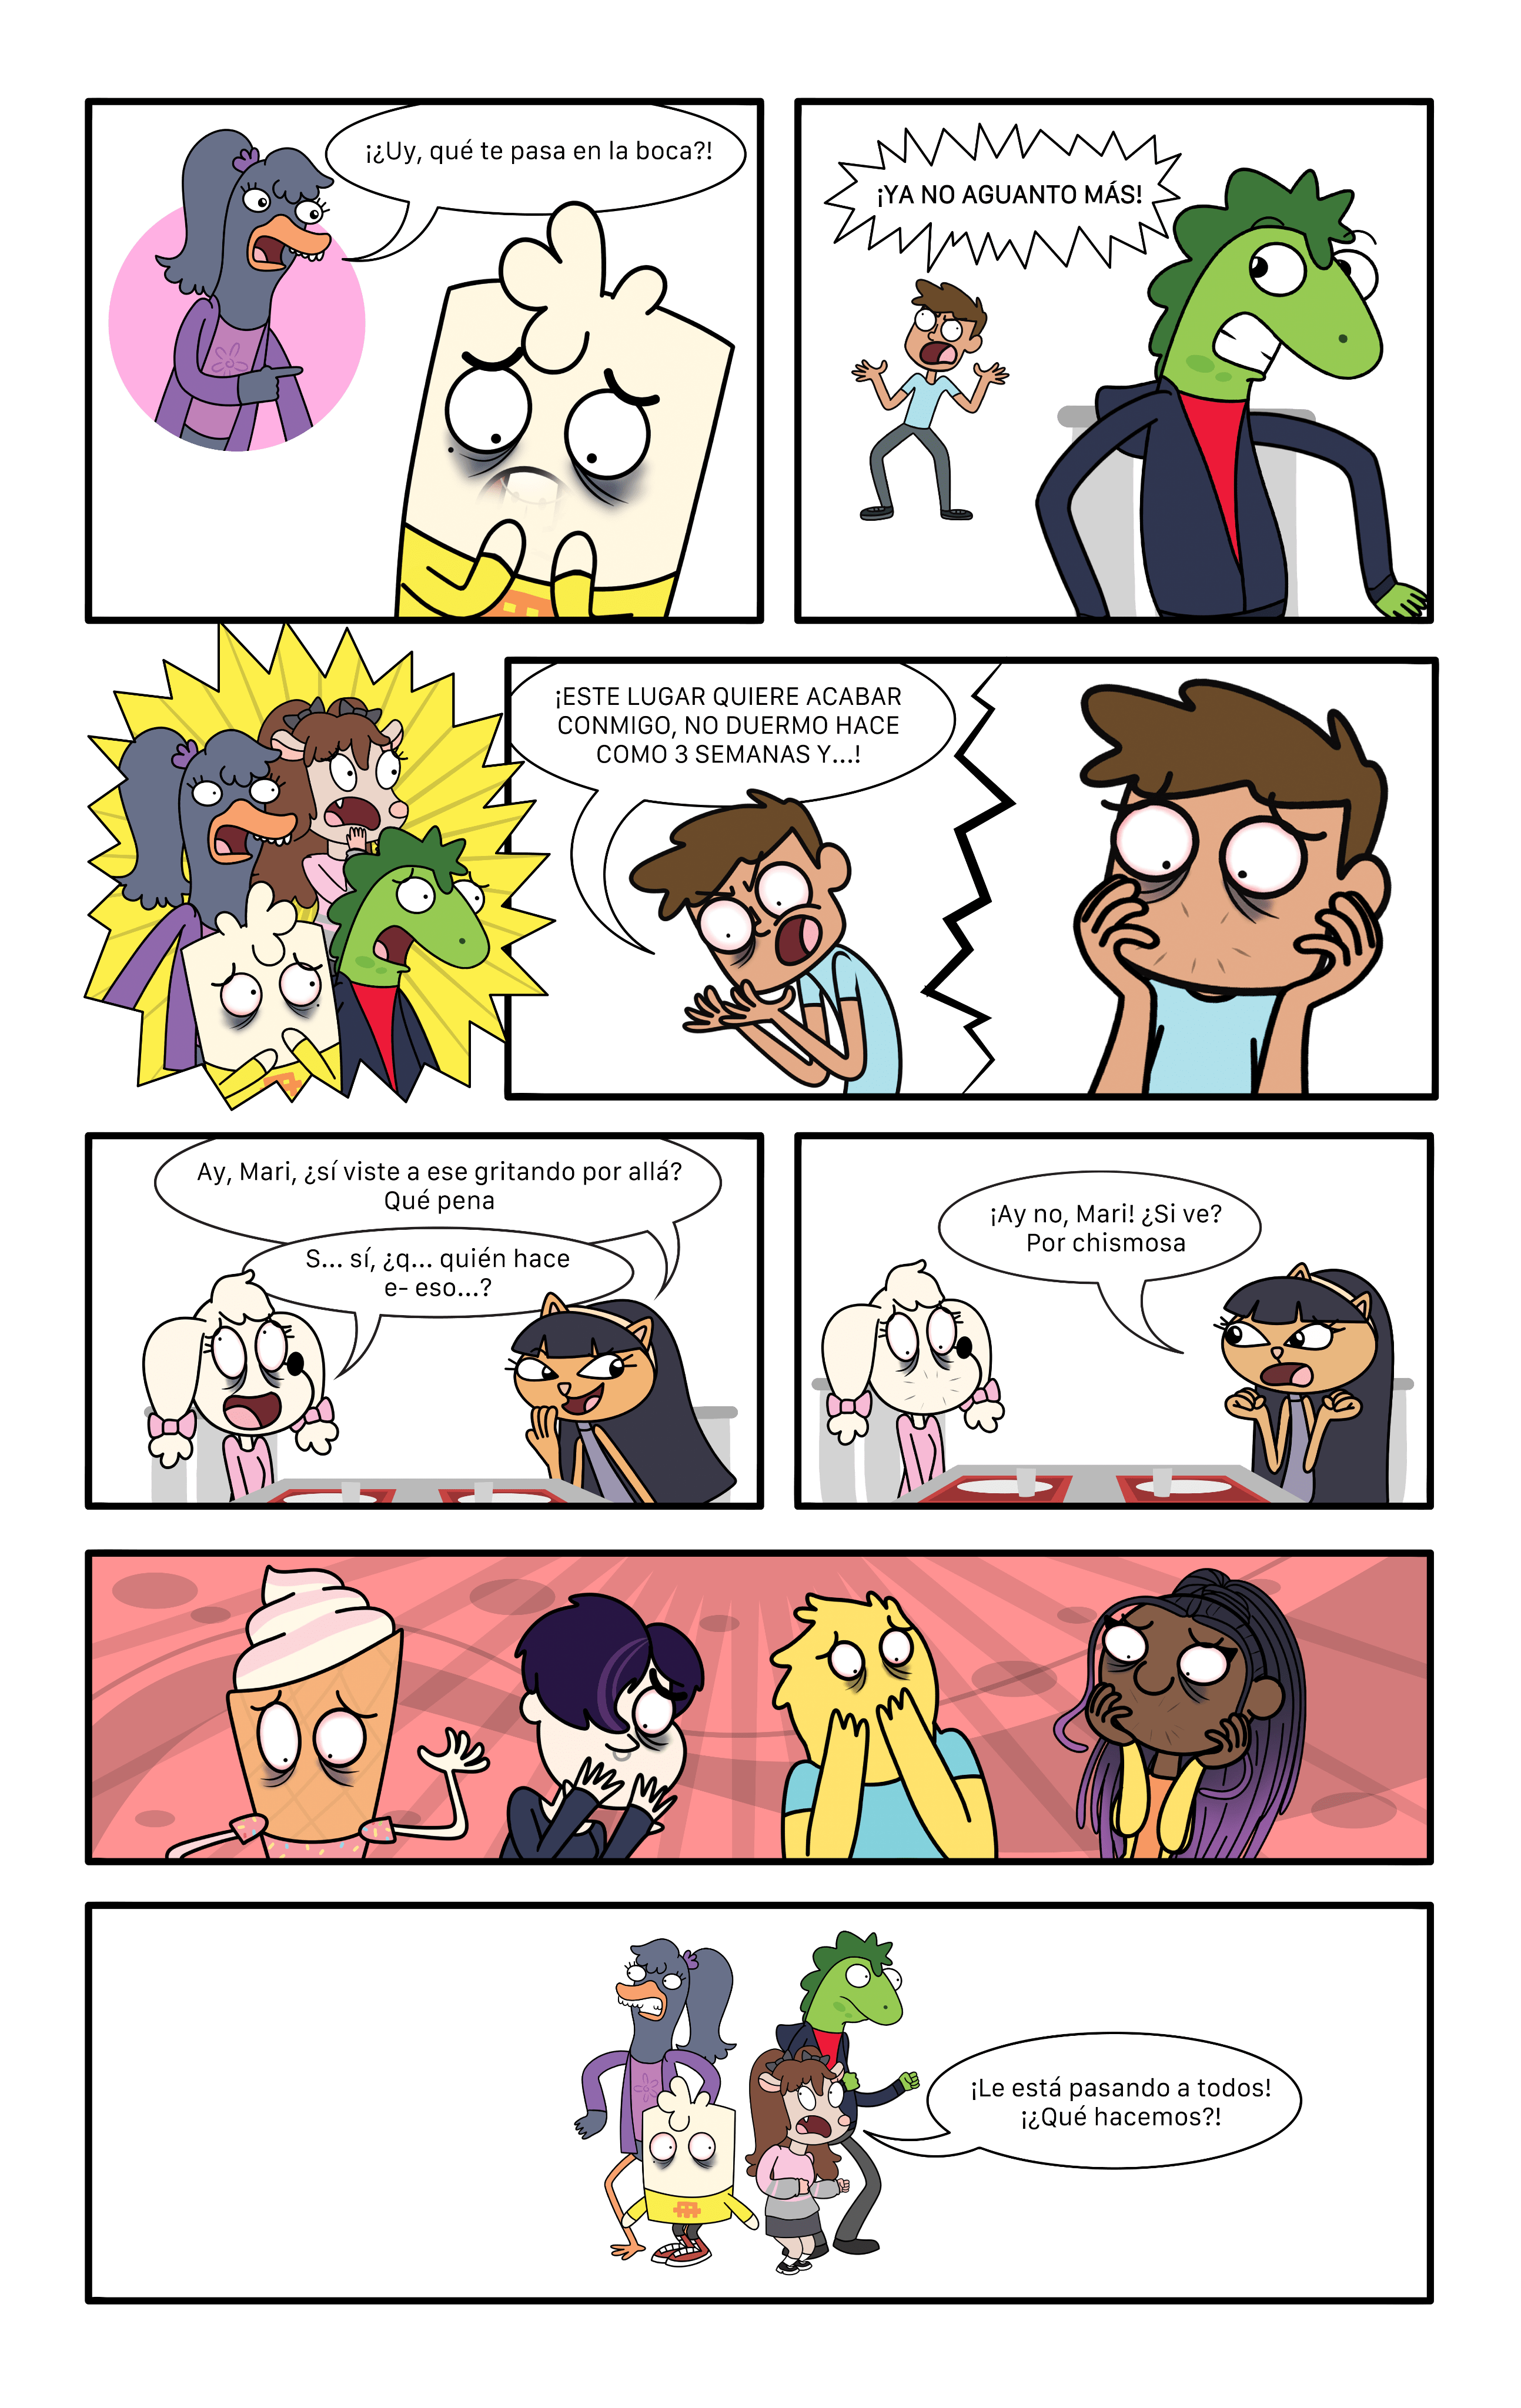 ¡¿Uy, qué te pasa en la boca?!
¡YA NO AGUANTO MÁS!
¡ESTE LUGAR QUIERE ACABAR
CONMIGO, NO DUERMO HACE
COMO 3 SEMANAS Y...!
Ay, Mari, ¿sí viste a ese gritando por allá?
Qué pena
S... sí, ¿q... quién hace
e- eso...?
¡Ay no, Mari! ¿Si ve?
Por chismosa
¡Le está pasando a todos!
¡¿Qué hacemos?!